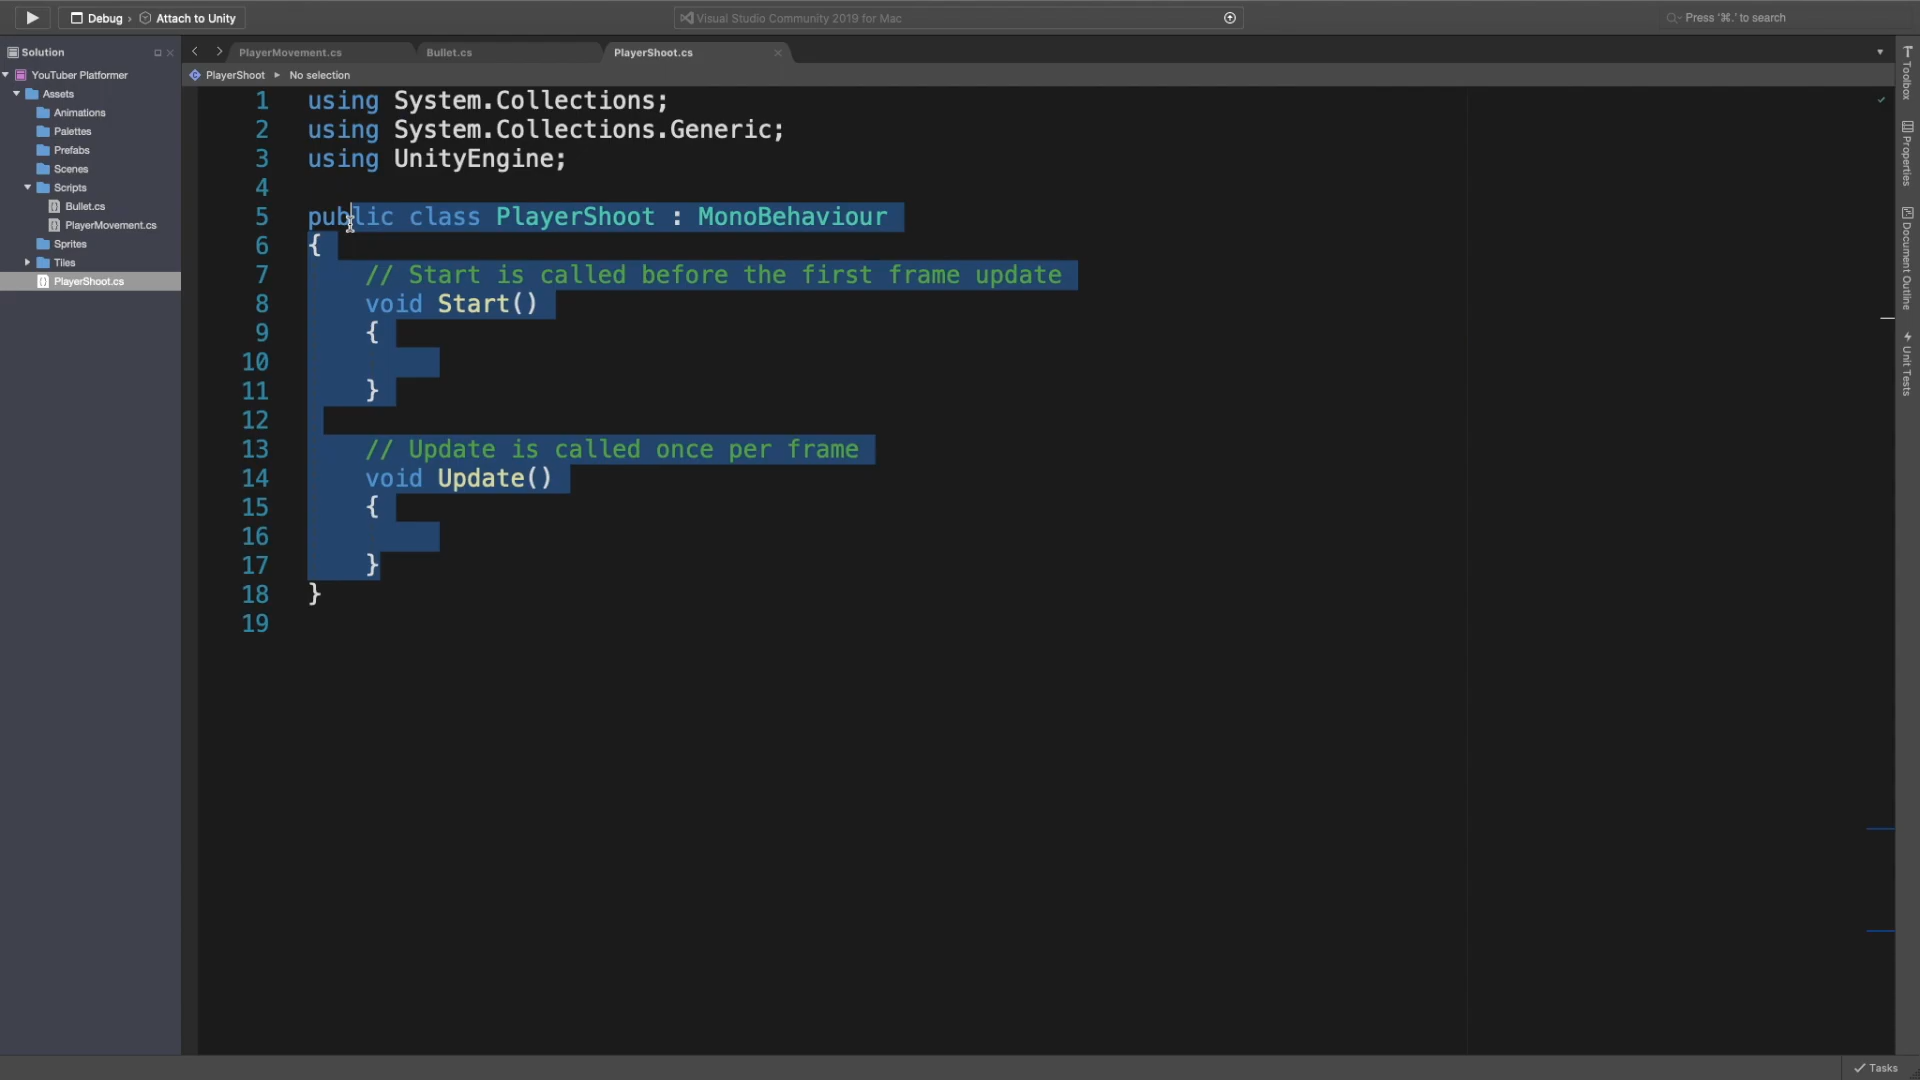 Debug › Attach to Unity
Visual Studio Community 2019 for Mac
Press '⌘.' to search
Solution
PlayerMovement.cs
Bullet.cs
PlayerShoot.cs
PlayerShoot
No selection
YouTuber Platformer
Assets
Animations
Palettes
Prefabs
Scenes
Scripts
Bullet.cs
PlayerMovement.cs
Sprites
Tiles
PlayerShoot.cs
1 using System.Collections;
2 using System.Collections.Generic;
3 using UnityEngine;
4
5 public class PlayerShoot : MonoBehaviour
6 {
7 // Start is called before the first frame update
8 void Start()
9 {
10
11 }
12
13 // Update is called once per frame
14 void Update()
15 {
16
17 }
18 }
19
Toolbox
Properties
Document Outline
Unit Tests
Tasks